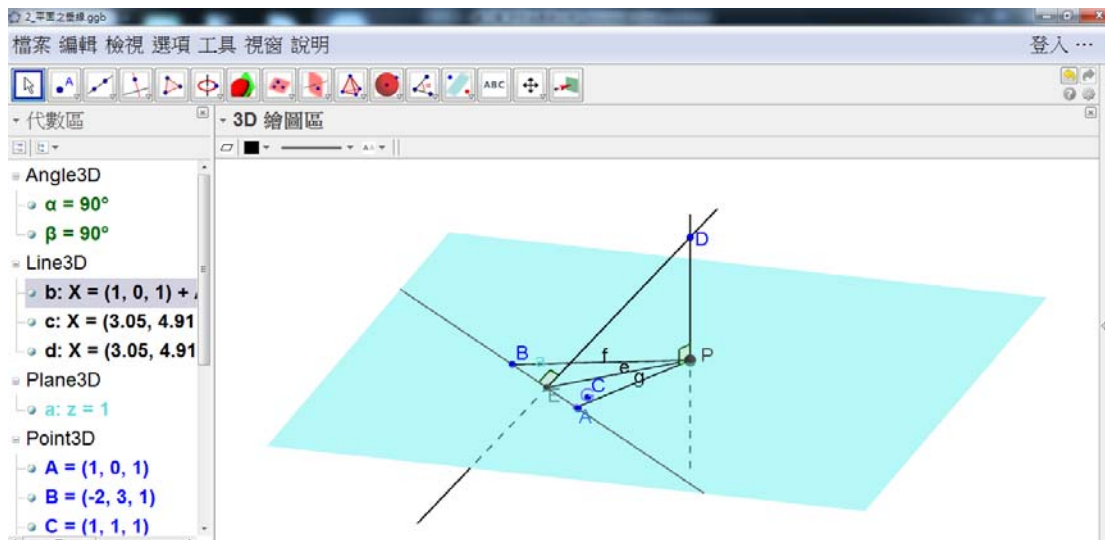 2_平面之垂線.ggb
檔案 編輯 檢視 選項 工具 視窗 說明 登入 …
ABC
代數區
3D 繪圖區
Angle3D
α = 90°
β = 90°
Line3D
b: X = (1, 0, 1) +
c: X = (3.05, 4.91
d: X = (3.05, 4.91
Plane3D
a: z = 1
Point3D
A = (1, 0, 1)
B = (-2, 3, 1)
C = (1, 1, 1)
D
B
a
f
P
e
g
E
C
A